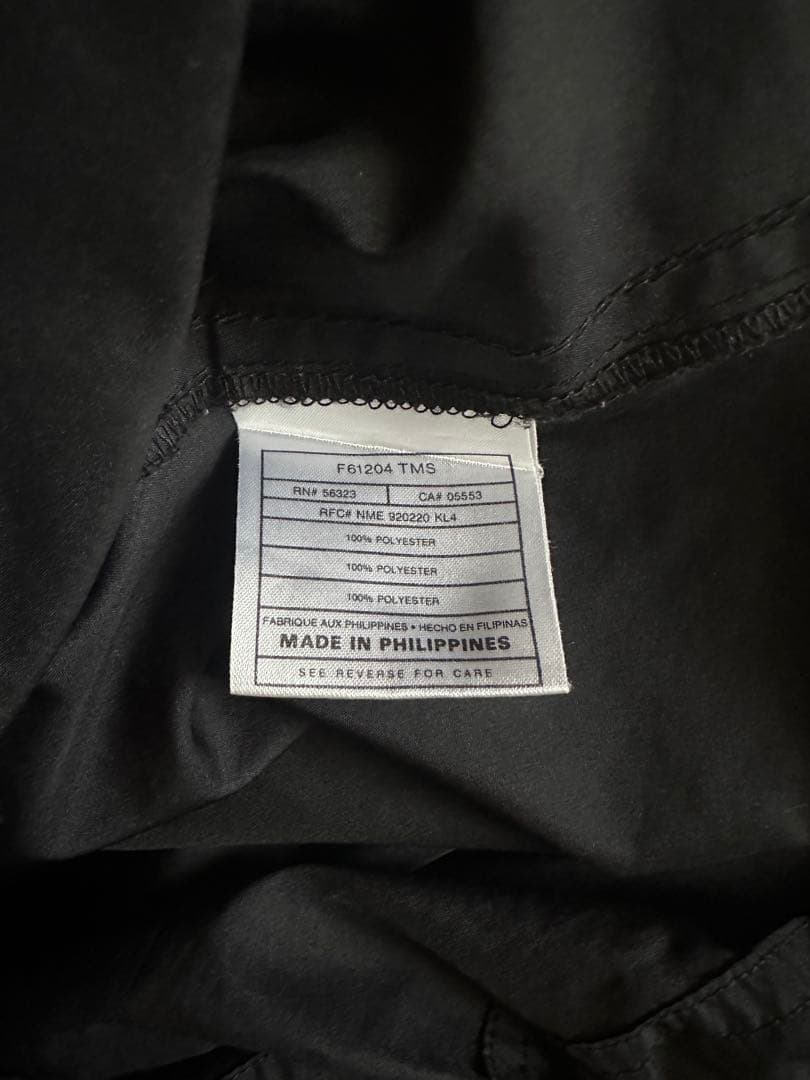 F61204 TMS
RN# 56323 CA# 05553
RFC# NME 920220 KL4
100% POLYESTER
100% POLYESTER
100% POLYESTER
FABRIQUE AUX PHILIPPINES • HECHO EN FILIPINAS
MADE IN PHILIPPINES
SEE REVERSE FOR CARE